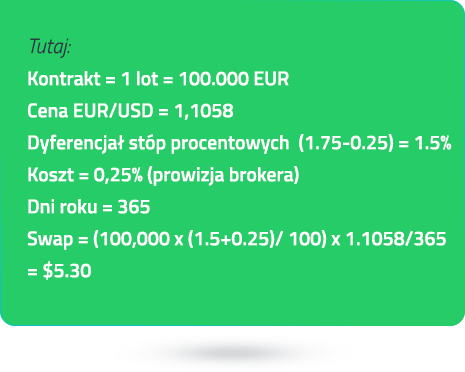 Tutaj:
Kontrakt = 1 lot = 100.000 EUR
Cena EUR/USD = 1,1058
Dyferencjał stóp procentowych (1.75-0.25) = 1.5%
Koszt = 0,25% (prowizja brokera)
Dni roku = 365
Swap = (100,000 x (1.5+0.25)/ 100) x 1.1058/365
= $5.30